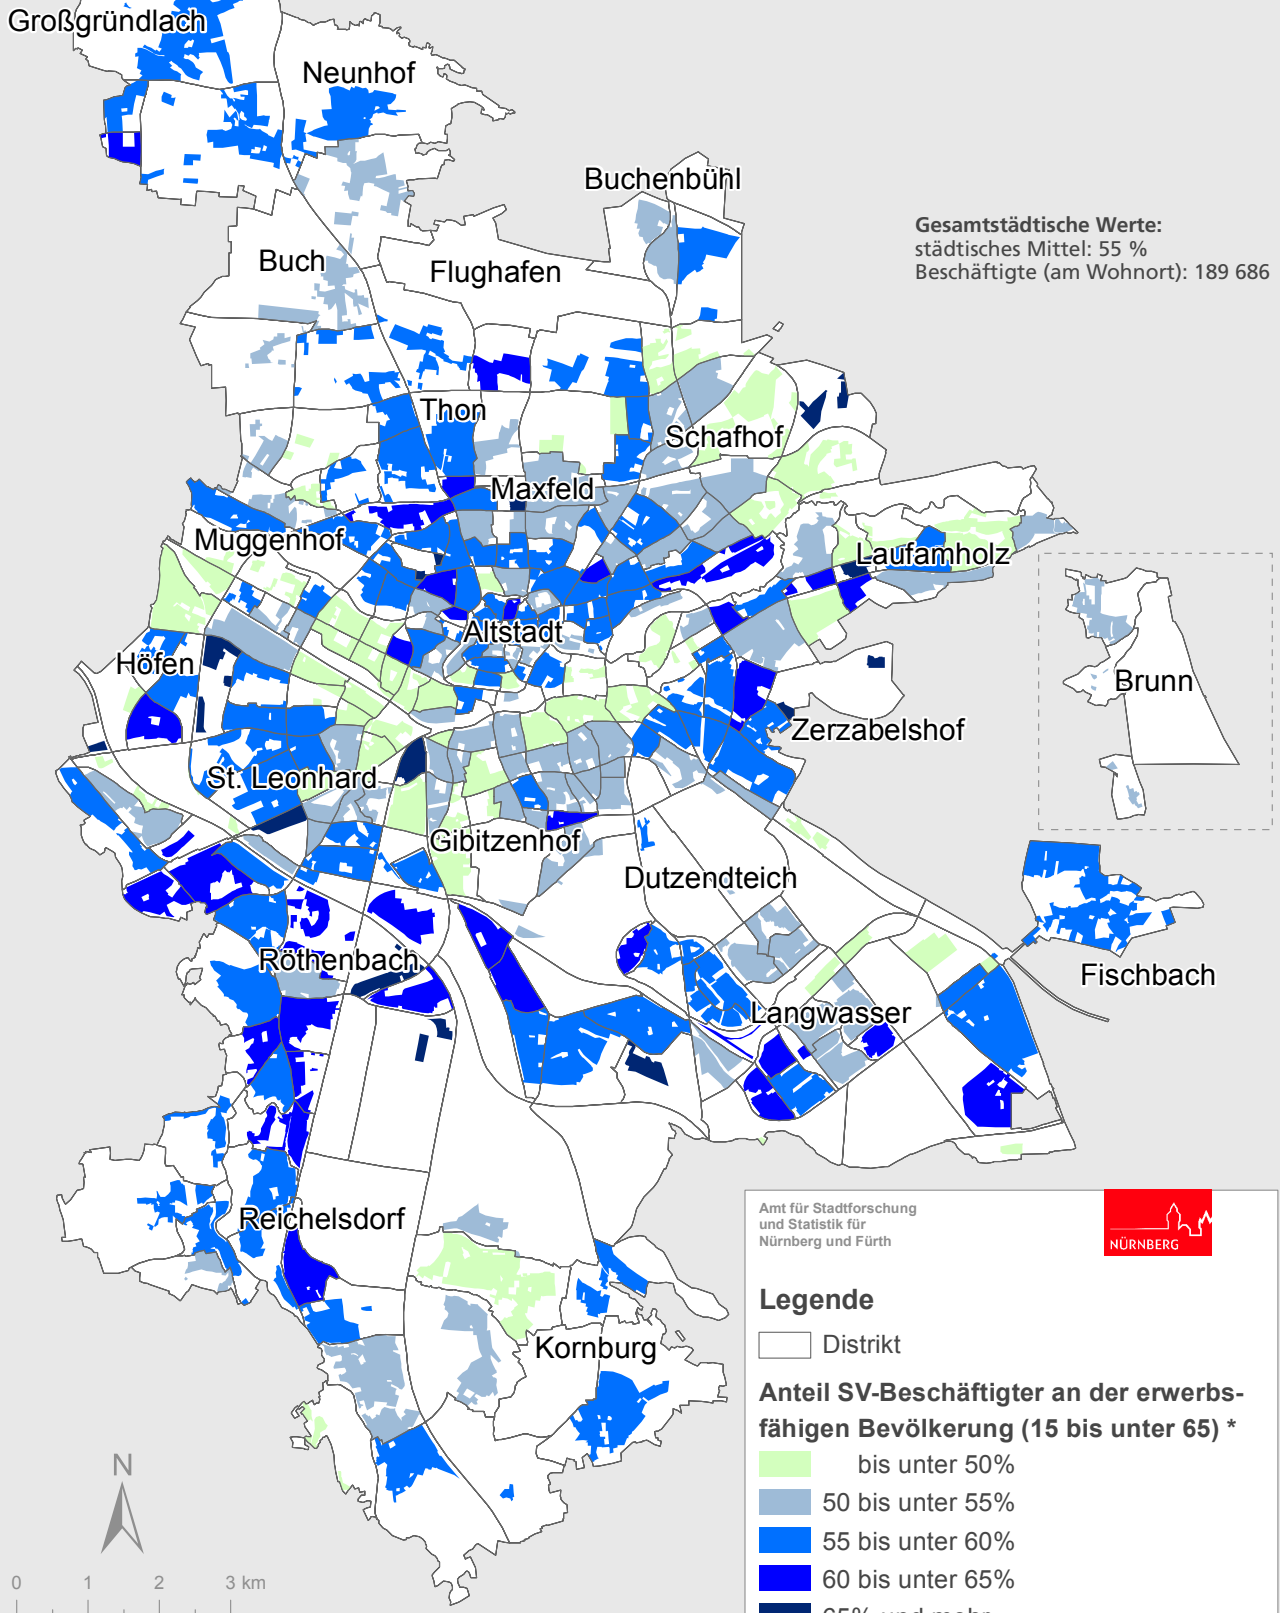 Großgründlach
Neunhof
Buchenbühl
Gesamtstädtische Werte:
städtisches Mittel: 55 %
Beschäftigte (am Wohnort): 189 686
Buch
Flughafen
Thon
Schafhof
Maxfeld
Muggenhof
Laufamholz
Altstadt
Höfen
Brunn
Zerzabelshof
St. Leonhard
Gibitzenhof
Dutzendteich
Röthenbach
Fischbach
Langwasser
Reichelsdorf
Kornburg
Amt für Stadtforschung
und Statistik für
Nürnberg und Fürth
NÜRNBERG
Legende
Distrikt
Anteil SV-Beschäftigter an der erwerbs-
fähigen Bevölkerung (15 bis unter 65) *
bis unter 50%
50 bis unter 55%
55 bis unter 60%
60 bis unter 65%
65% und mehr
N
0 1 2 3 km